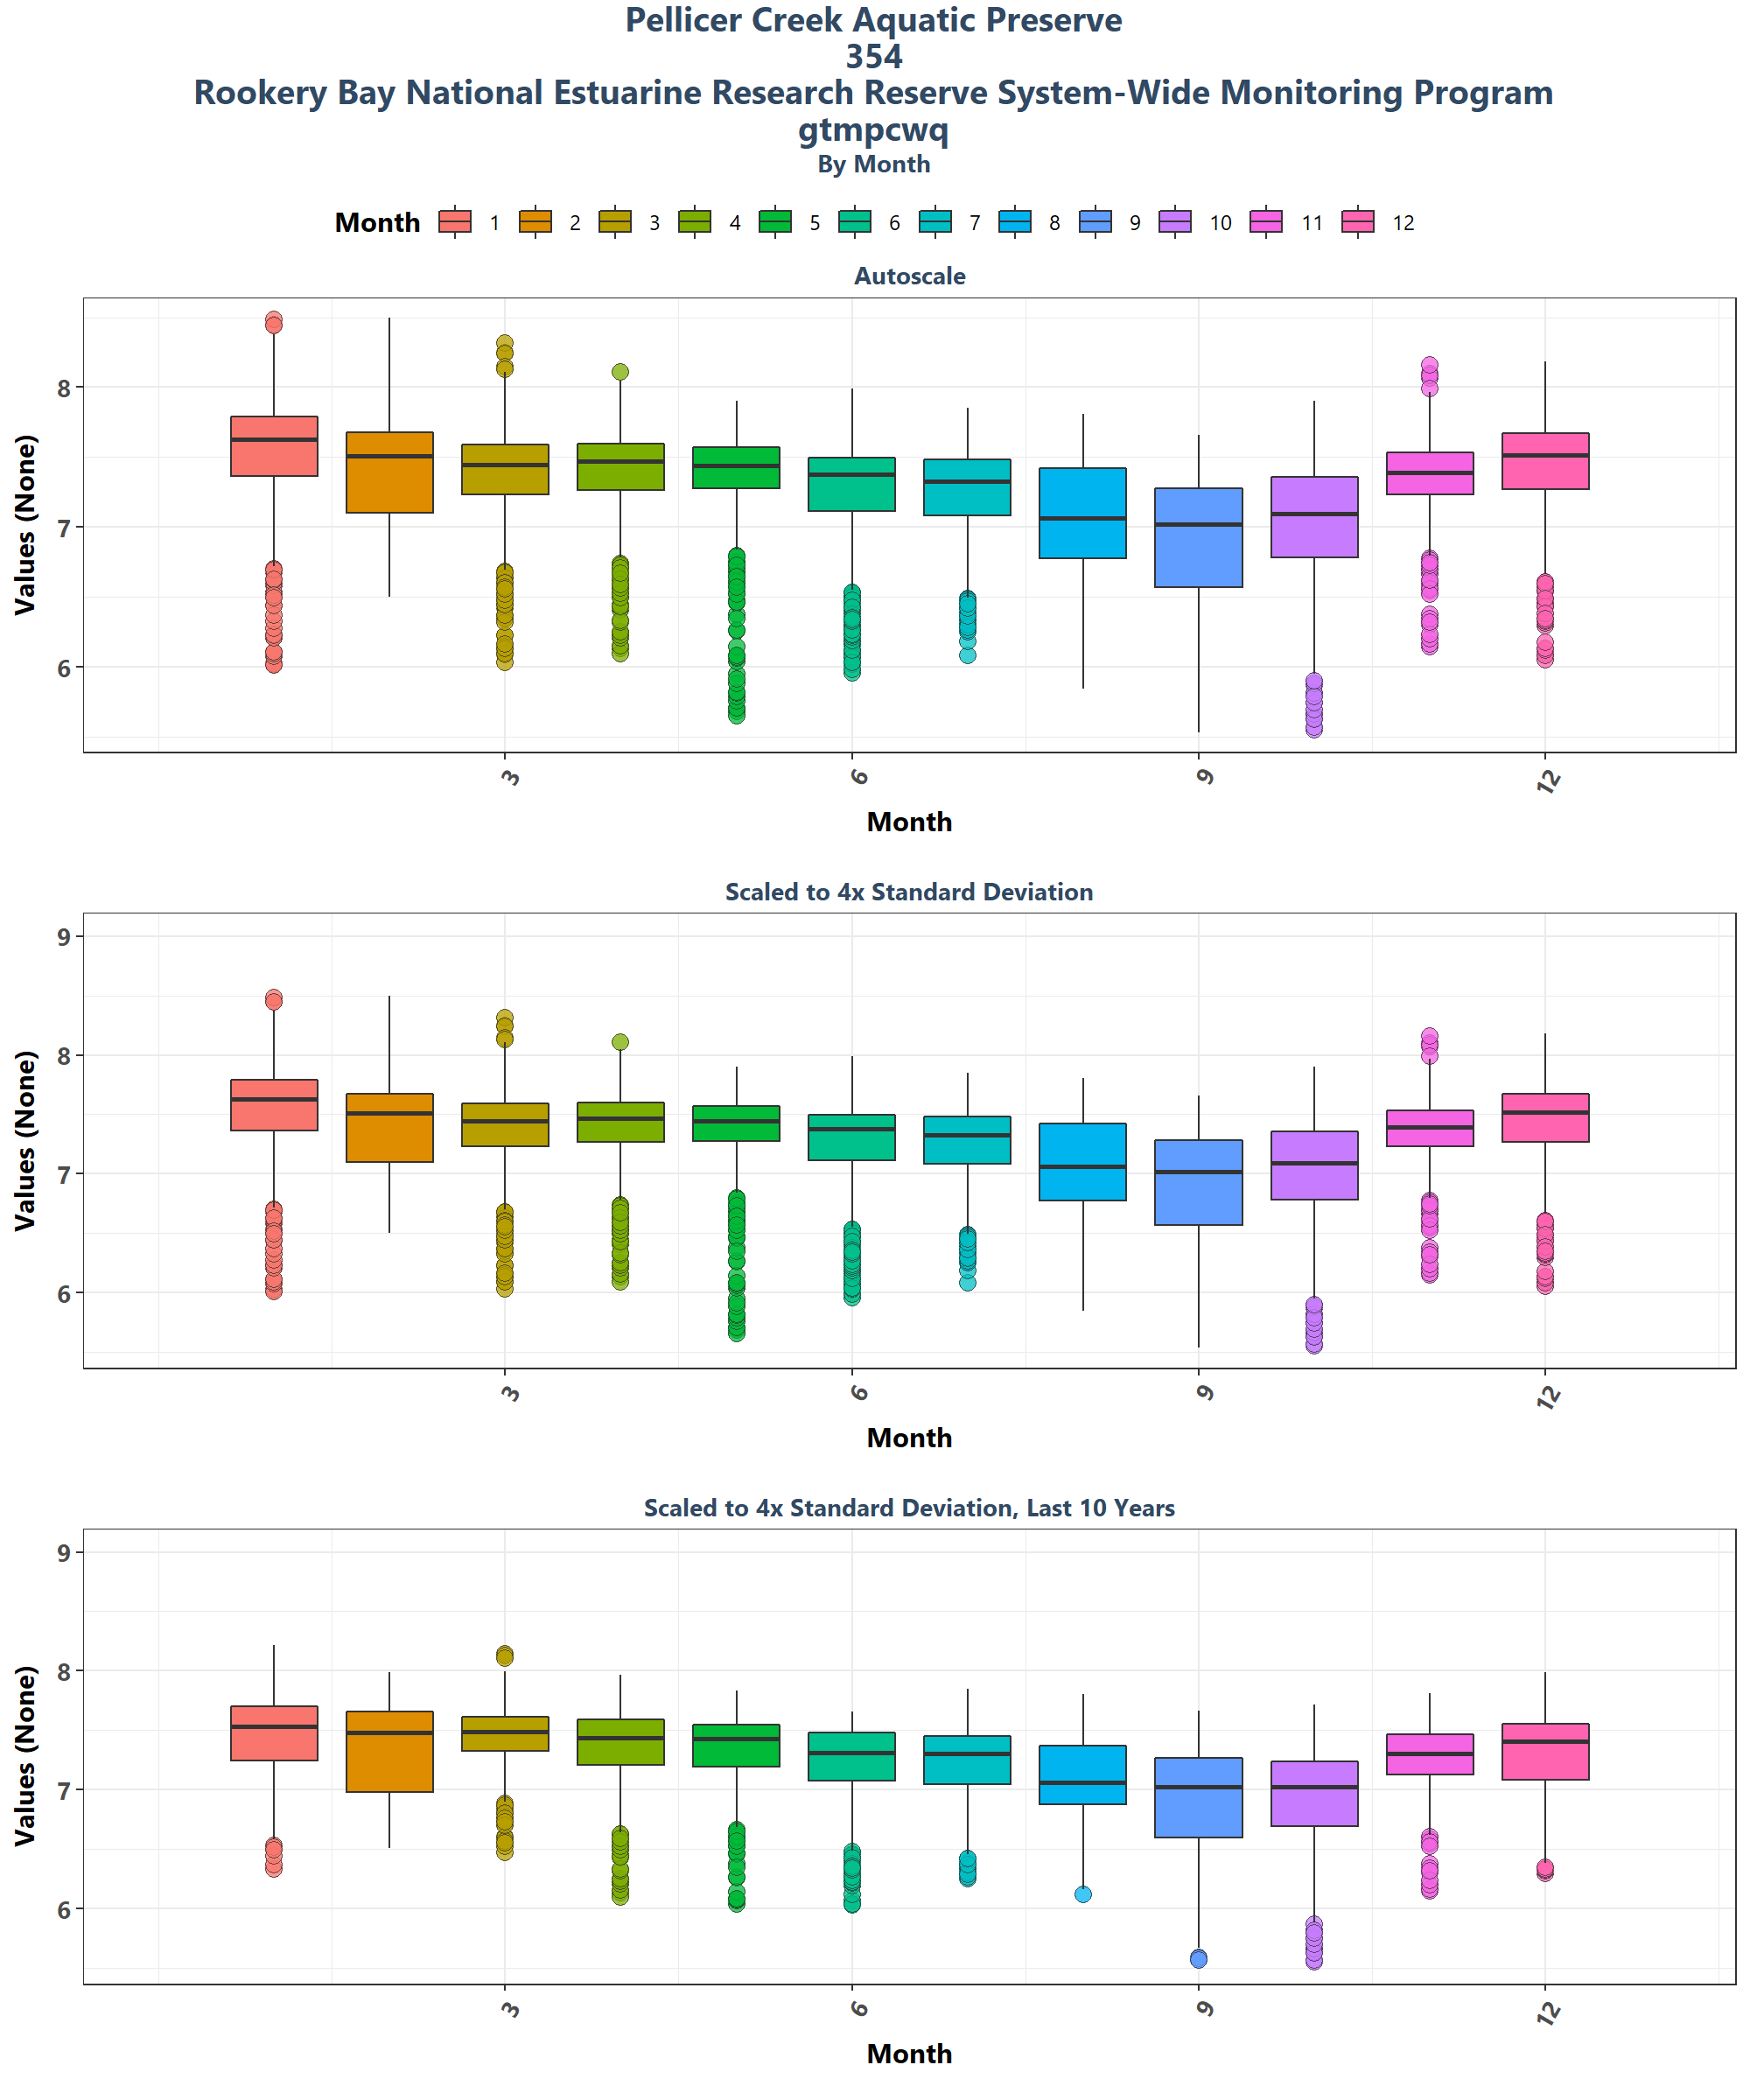 Pellicer Creek Aquatic Preserve
354
Rookery Bay National Estuarine Research Reserve System-Wide Monitoring Program
gtmpcwq
By Month
Month 1 2 3 4 5 6 7 8 9 10 11 12
Autoscale
Values (None)
8
7
6
3 6 9 12
Month
Scaled to 4x Standard Deviation
Values (None)
9
8
7
6
3 6 9 12
Month
Scaled to 4x Standard Deviation, Last 10 Years
Values (None)
9
8
7
6
3 6 9 12
Month